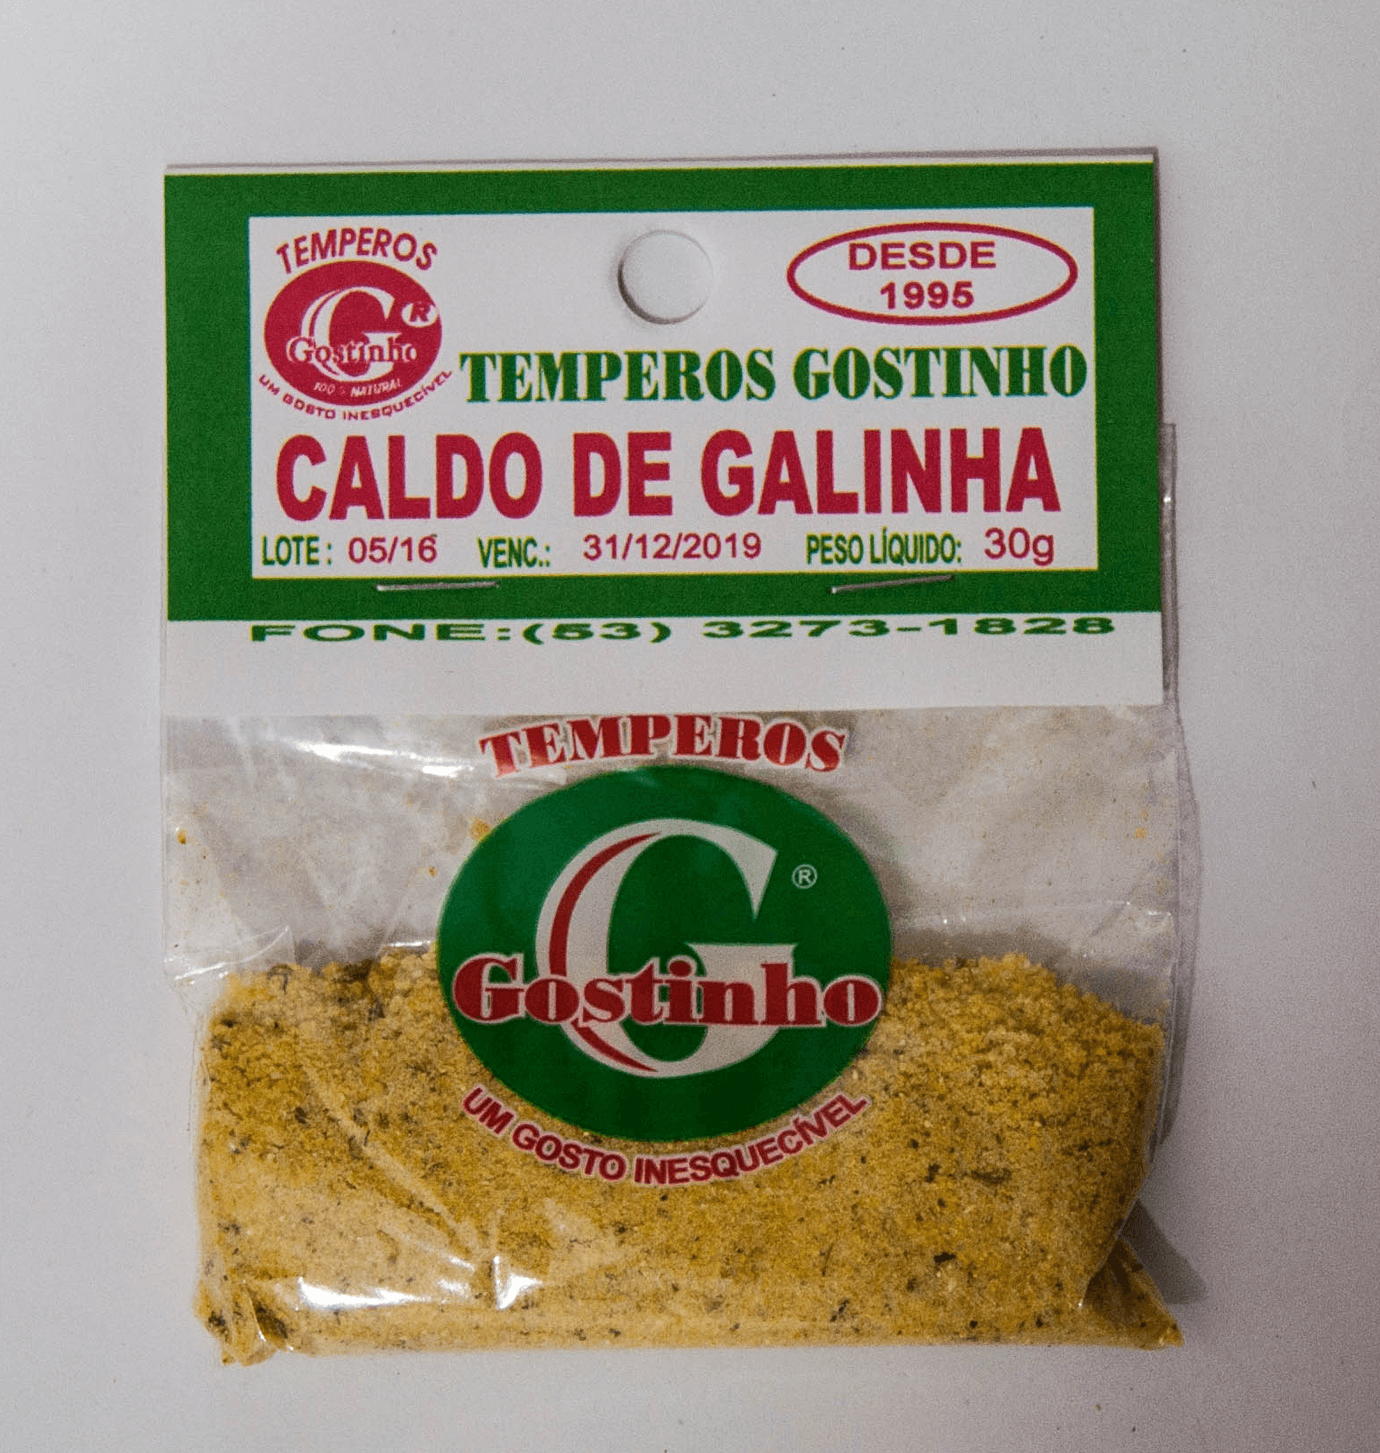 TEMPEROS
Gostinho
®
100% NATURAL
UM GOSTO INESQUECÍVEL
DESDE
1995
TEMPEROS GOSTINHO
CALDO DE GALINHA
LOTE: 05/16 VENC.: 31/12/2019 PESO LÍQUIDO: 30g
FONE:(53) 3273-1828
TEMPEROS
G ®
Gostinho
UM GOSTO INESQUECÍVEL